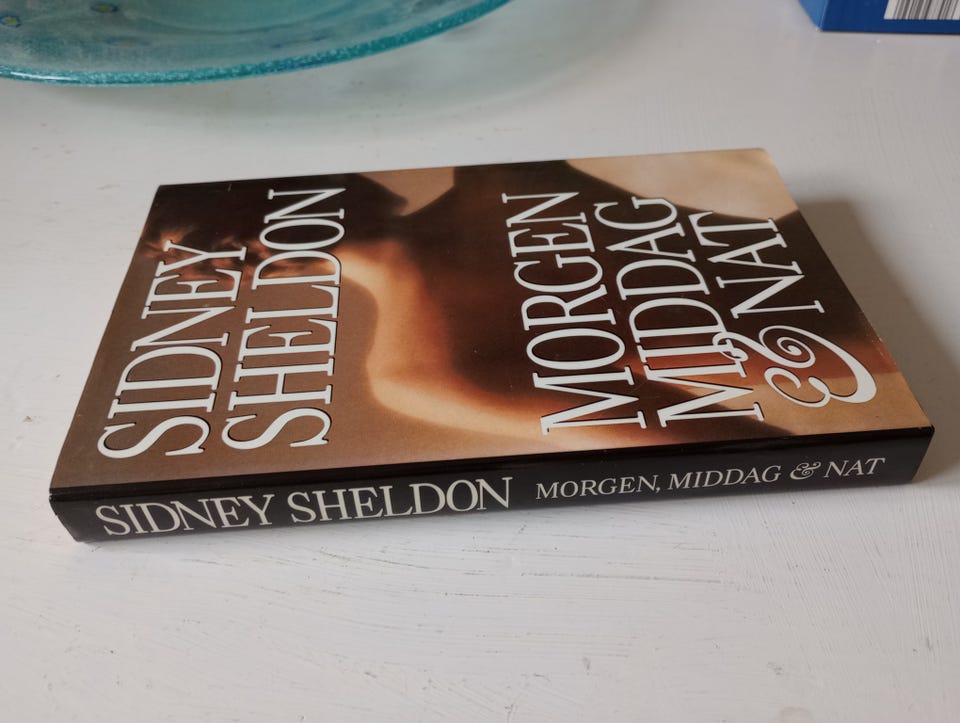 SIDNEY
SHELDON
MORGEN
MIDDAG
& NAT
SIDNEY SHELDON MORGEN, MIDDAG & NAT